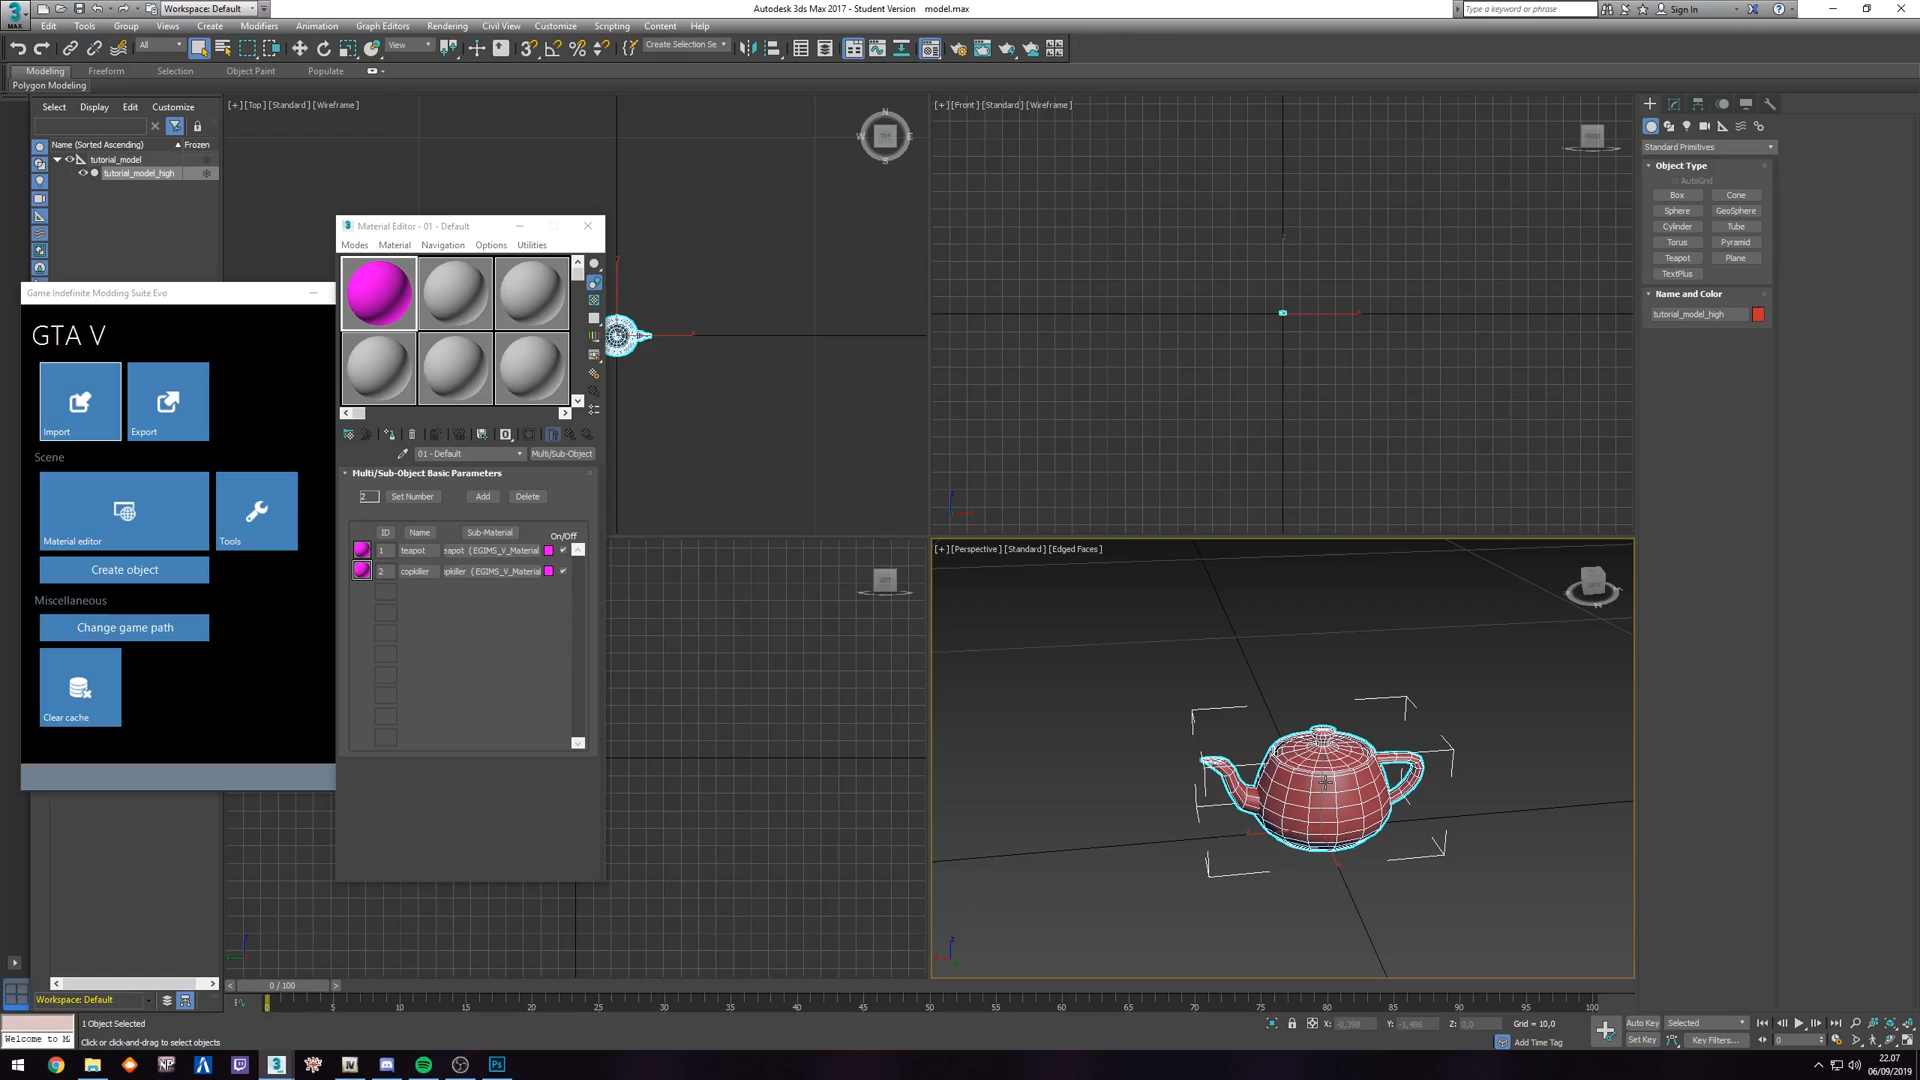 Workspace: Default
Autodesk 3ds Max 2017 - Student Version model.max
Type a keyword or phrase
Sign In
MAX
Edit Tools Group Views Create Modifiers Animation Graph Editors Rendering Civil View Customize Scripting Content Help
All
View
Create Selection Se
Modeling Freeform Selection Object Paint Populate
Polygon Modeling
Select Display Edit Customize
Name (Sorted Ascending)
Frozen
tutorial_model
tutorial_model_high
[+] [Top] [Standard] [Wireframe]
N
W TOP E
S
[+] [Front] [Standard] [Wireframe]
FRONT
Standard Primitives
Object Type
AutoGrid
Box Cone
Sphere GeoSphere
Cylinder Tube
Torus Pyramid
Teapot Plane
TextPlus
Name and Color
tutorial_model_high
Material Editor - 01 - Default
Modes Material Navigation Options Utilities
01 - Default
Multi/Sub-Object
Multi/Sub-Object Basic Parameters
2 Set Number Add Delete
ID Name Sub-Material On/Off
1 teapot eapot ( EGIMS_V_Material
2 copkiller pkiller ( EGIMS_V_Material
Game Indefinite Modding Suite Evo
GTA V
Import Export
Scene
Material editor Tools
Create object
Miscellaneous
Change game path
Clear cache
LEFT
[+] [Perspective] [Standard] [Edged Faces]
0 / 100
Workspace: Default
0 5 10 15 20 25 30 35 40 45 50 55 60 65 70 75 80 85 90 95 100
1 Object Selected
Welcome to M
Click or click-and-drag to select objects
X: -0,398 Y: -1,486 Z: 0,0 Grid = 10,0
Add Time Tag
Auto Key Selected
Set Key Key Filters...
0
22.07
06/09/2019